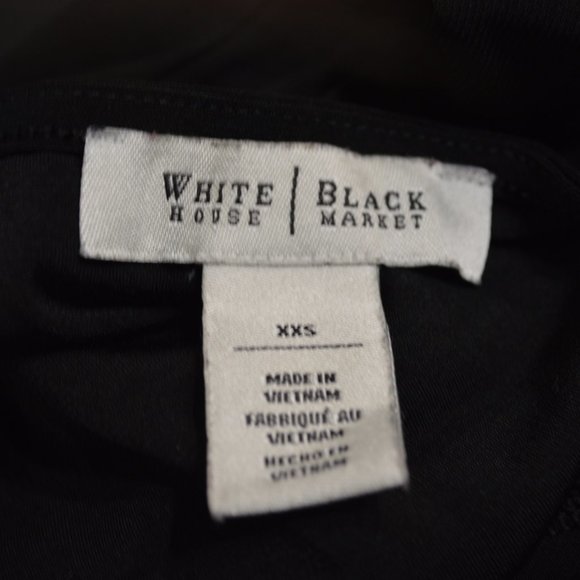 WHITE | BLACK
HOUSE | MARKET
XXS
MADE IN
VIETNAM
FABRIQUÉ AU
VIETNAM
HECHO EN
VIETNAM